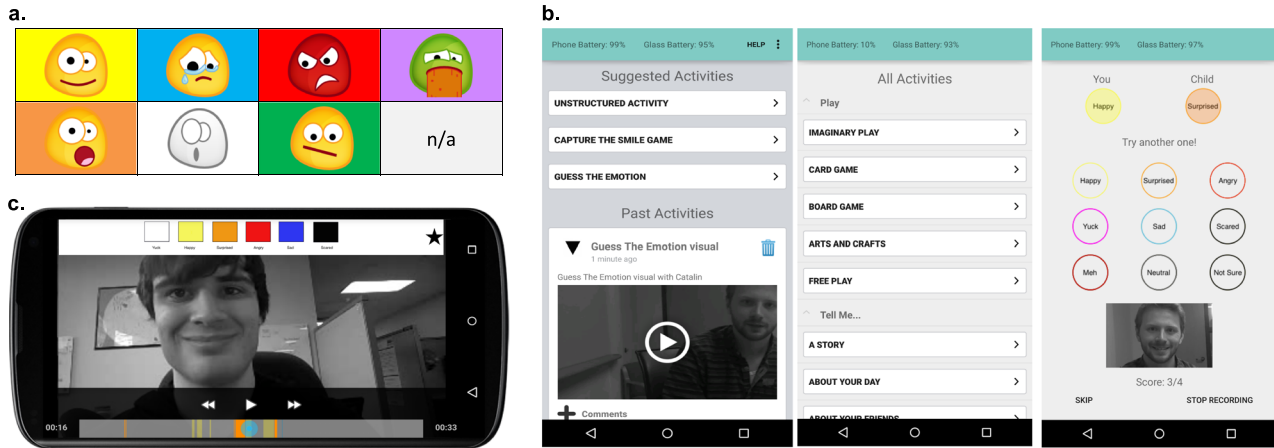 a.
n/a
c.
Yuck Happy Surprised Angry Sad Scared
00:16
00:33
b.
Phone Battery: 99% Glass Battery: 95% HELP
Suggested Activities
UNSTRUCTURED ACTIVITY
CAPTURE THE SMILE GAME
GUESS THE EMOTION
Past Activities
Guess The Emotion visual
1 minute ago
Guess The Emotion visual with Catalin
Comments
Phone Battery: 10% Glass Battery: 93%
All Activities
Play
IMAGINARY PLAY
CARD GAME
BOARD GAME
ARTS AND CRAFTS
FREE PLAY
Tell Me...
A STORY
ABOUT YOUR DAY
ABOUT YOUR FRIENDS
Phone Battery: 99% Glass Battery: 97%
You Child
Happy Surprised
Try another one!
Happy Surprised Angry
Yuck Sad Scared
Meh Neutral Not Sure
Score: 3/4
SKIP STOP RECORDING